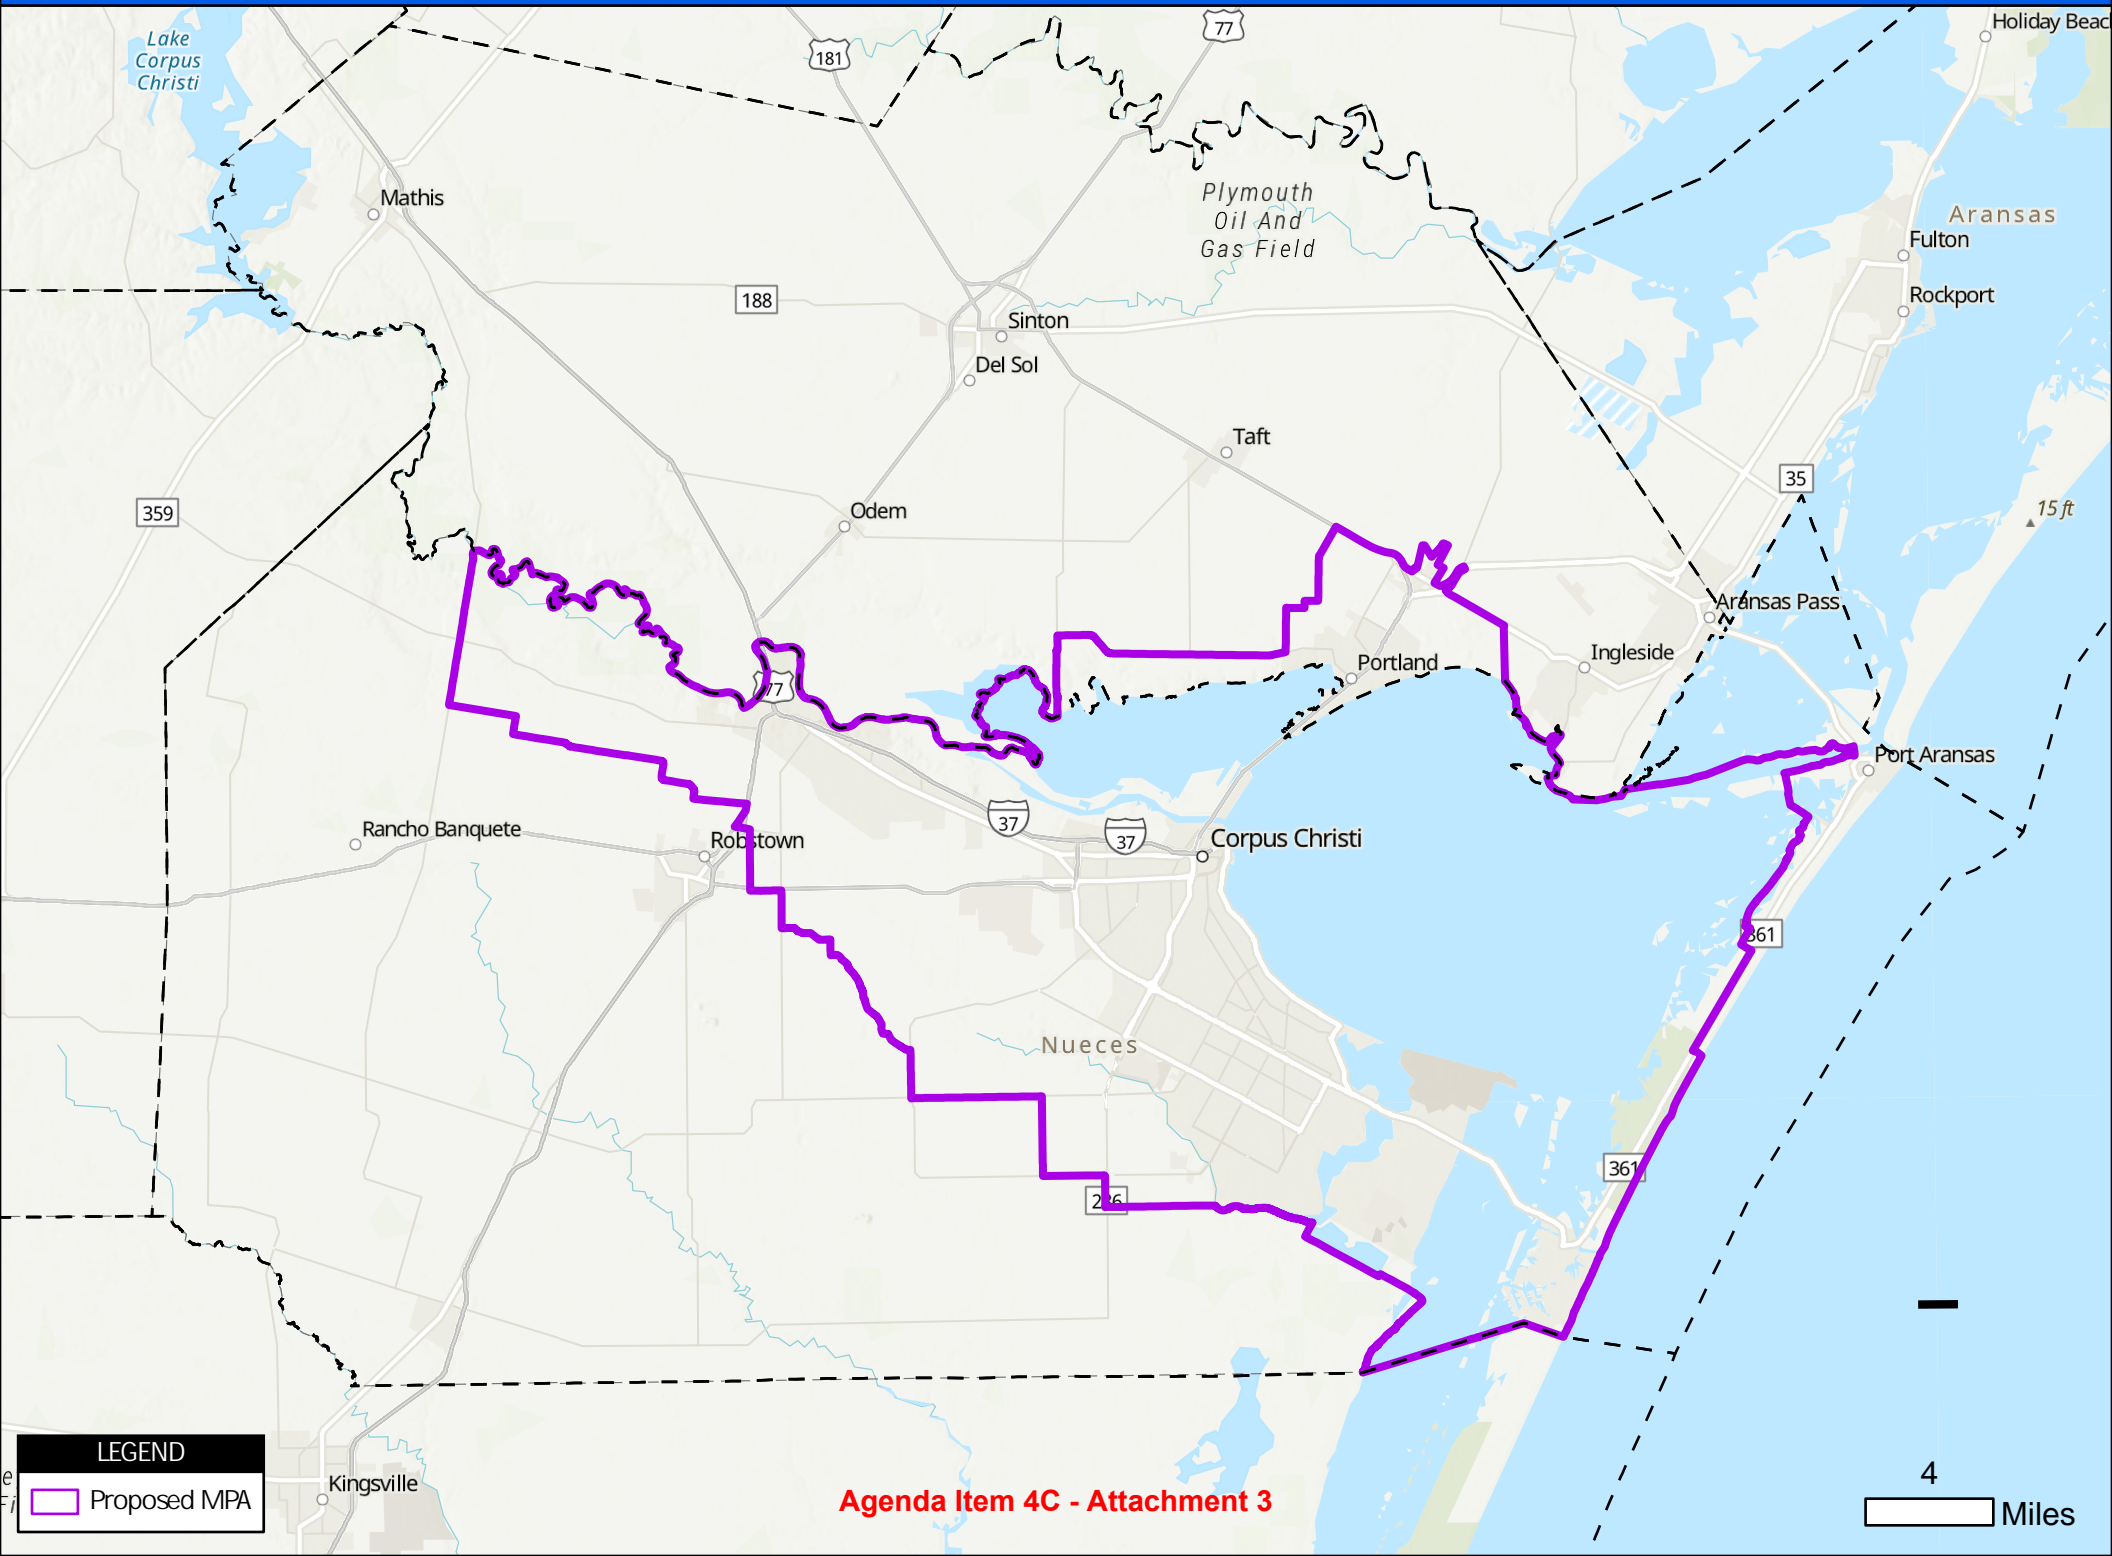 Lake
Corpus
Christi
181
77
Holiday Beac
Mathis
Plymouth
Oil And
Gas Field
Aransas
Fulton
188
Rockport
Sinton
Del Sol
Taft
35
359
Odem
15 ft
Aransas Pass
Ingleside
Portland
77
Port Aransas
37
37
Rancho Banquete
Robstown
Corpus Christi
361
Nueces
361
286
LEGEND
Proposed MPA
Kingsville
Agenda Item 4C - Attachment 3
4
Miles